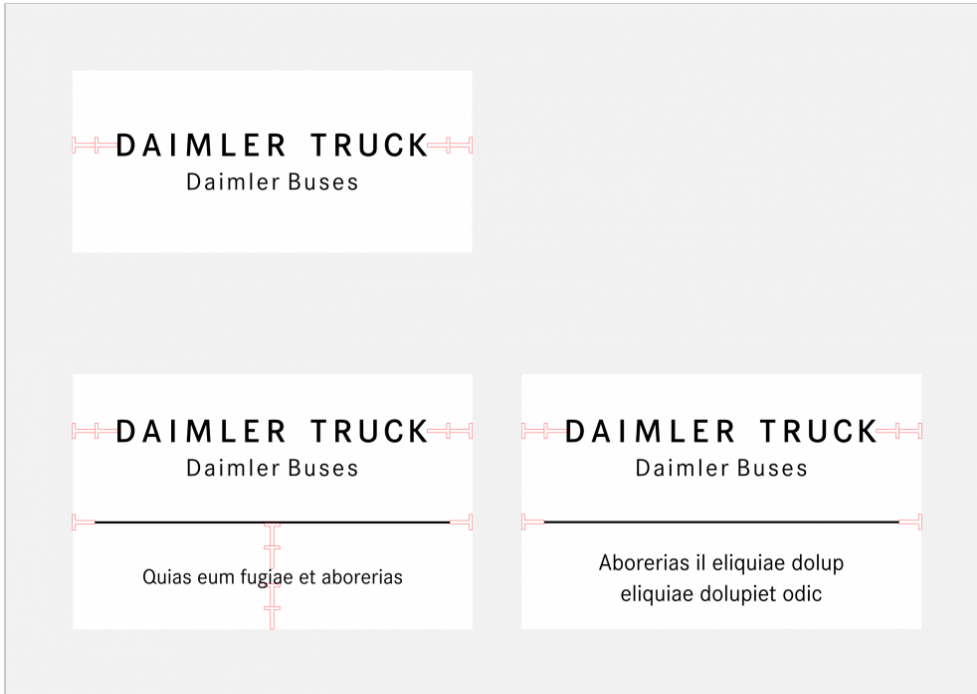 DAIMLER TRUCK
Daimler Buses
DAIMLER TRUCK
Daimler Buses
Quias eum fugiae et aborerias
DAIMLER TRUCK
Daimler Buses
Aborerias il eliquiae dolup
eliquiae dolupiet odic